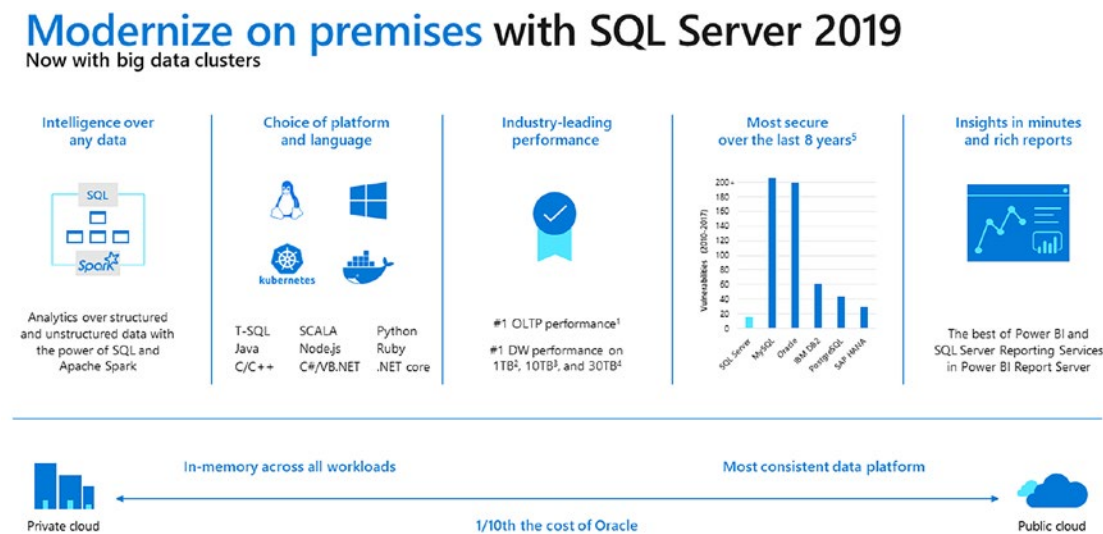 Modernize on premises with SQL Server 2019
Now with big data clusters
Intelligence over
any data
SQL
Spark
Analytics over structured
and unstructured data with
the power of SQL and
Apache Spark
Choice of platform
and language
kubernetes
T-SQL SCALA Python
Java Node.js Ruby
C/C++ C#/VB.NET .NET core
Industry-leading
performance
#1 OLTP performance¹
#1 DW performance on
1TB², 10TB³, and 30TB⁴
Most secure
over the last 8 years⁵
Vulnerabilities (2010-2017)
200+
180
160
140
120
100
80
60
40
20
0
SQL Server
MySQL
Oracle
IBM DB2
PostgreSQL
SAP HANA
Insights in minutes
and rich reports
The best of Power BI and
SQL Server Reporting Services
in Power BI Report Server
In-memory across all workloads
Most consistent data platform
Private cloud
1/10th the cost of Oracle
Public cloud